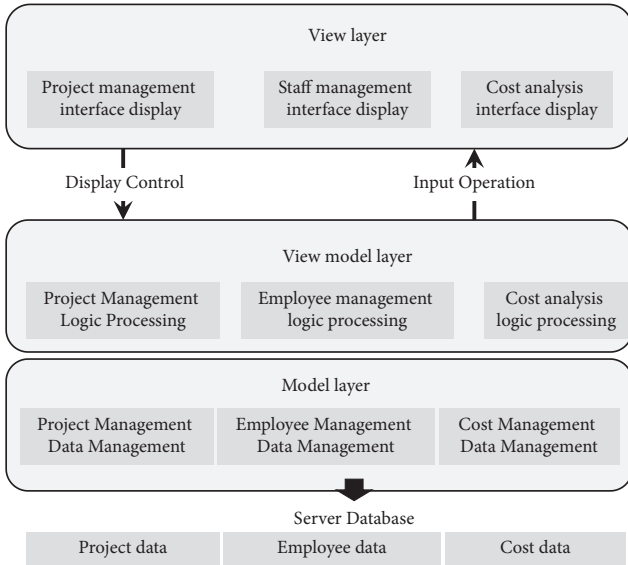 View layer
Project management
interface display
Staff management
interface display
Cost analysis
interface display
Display Control
Input Operation
View model layer
Project Management
Logic Processing
Employee management
logic processing
Cost analysis
logic processing
Model layer
Project Management
Data Management
Employee Management
Data Management
Cost Management
Data Management
Server Database
Project data
Employee data
Cost data